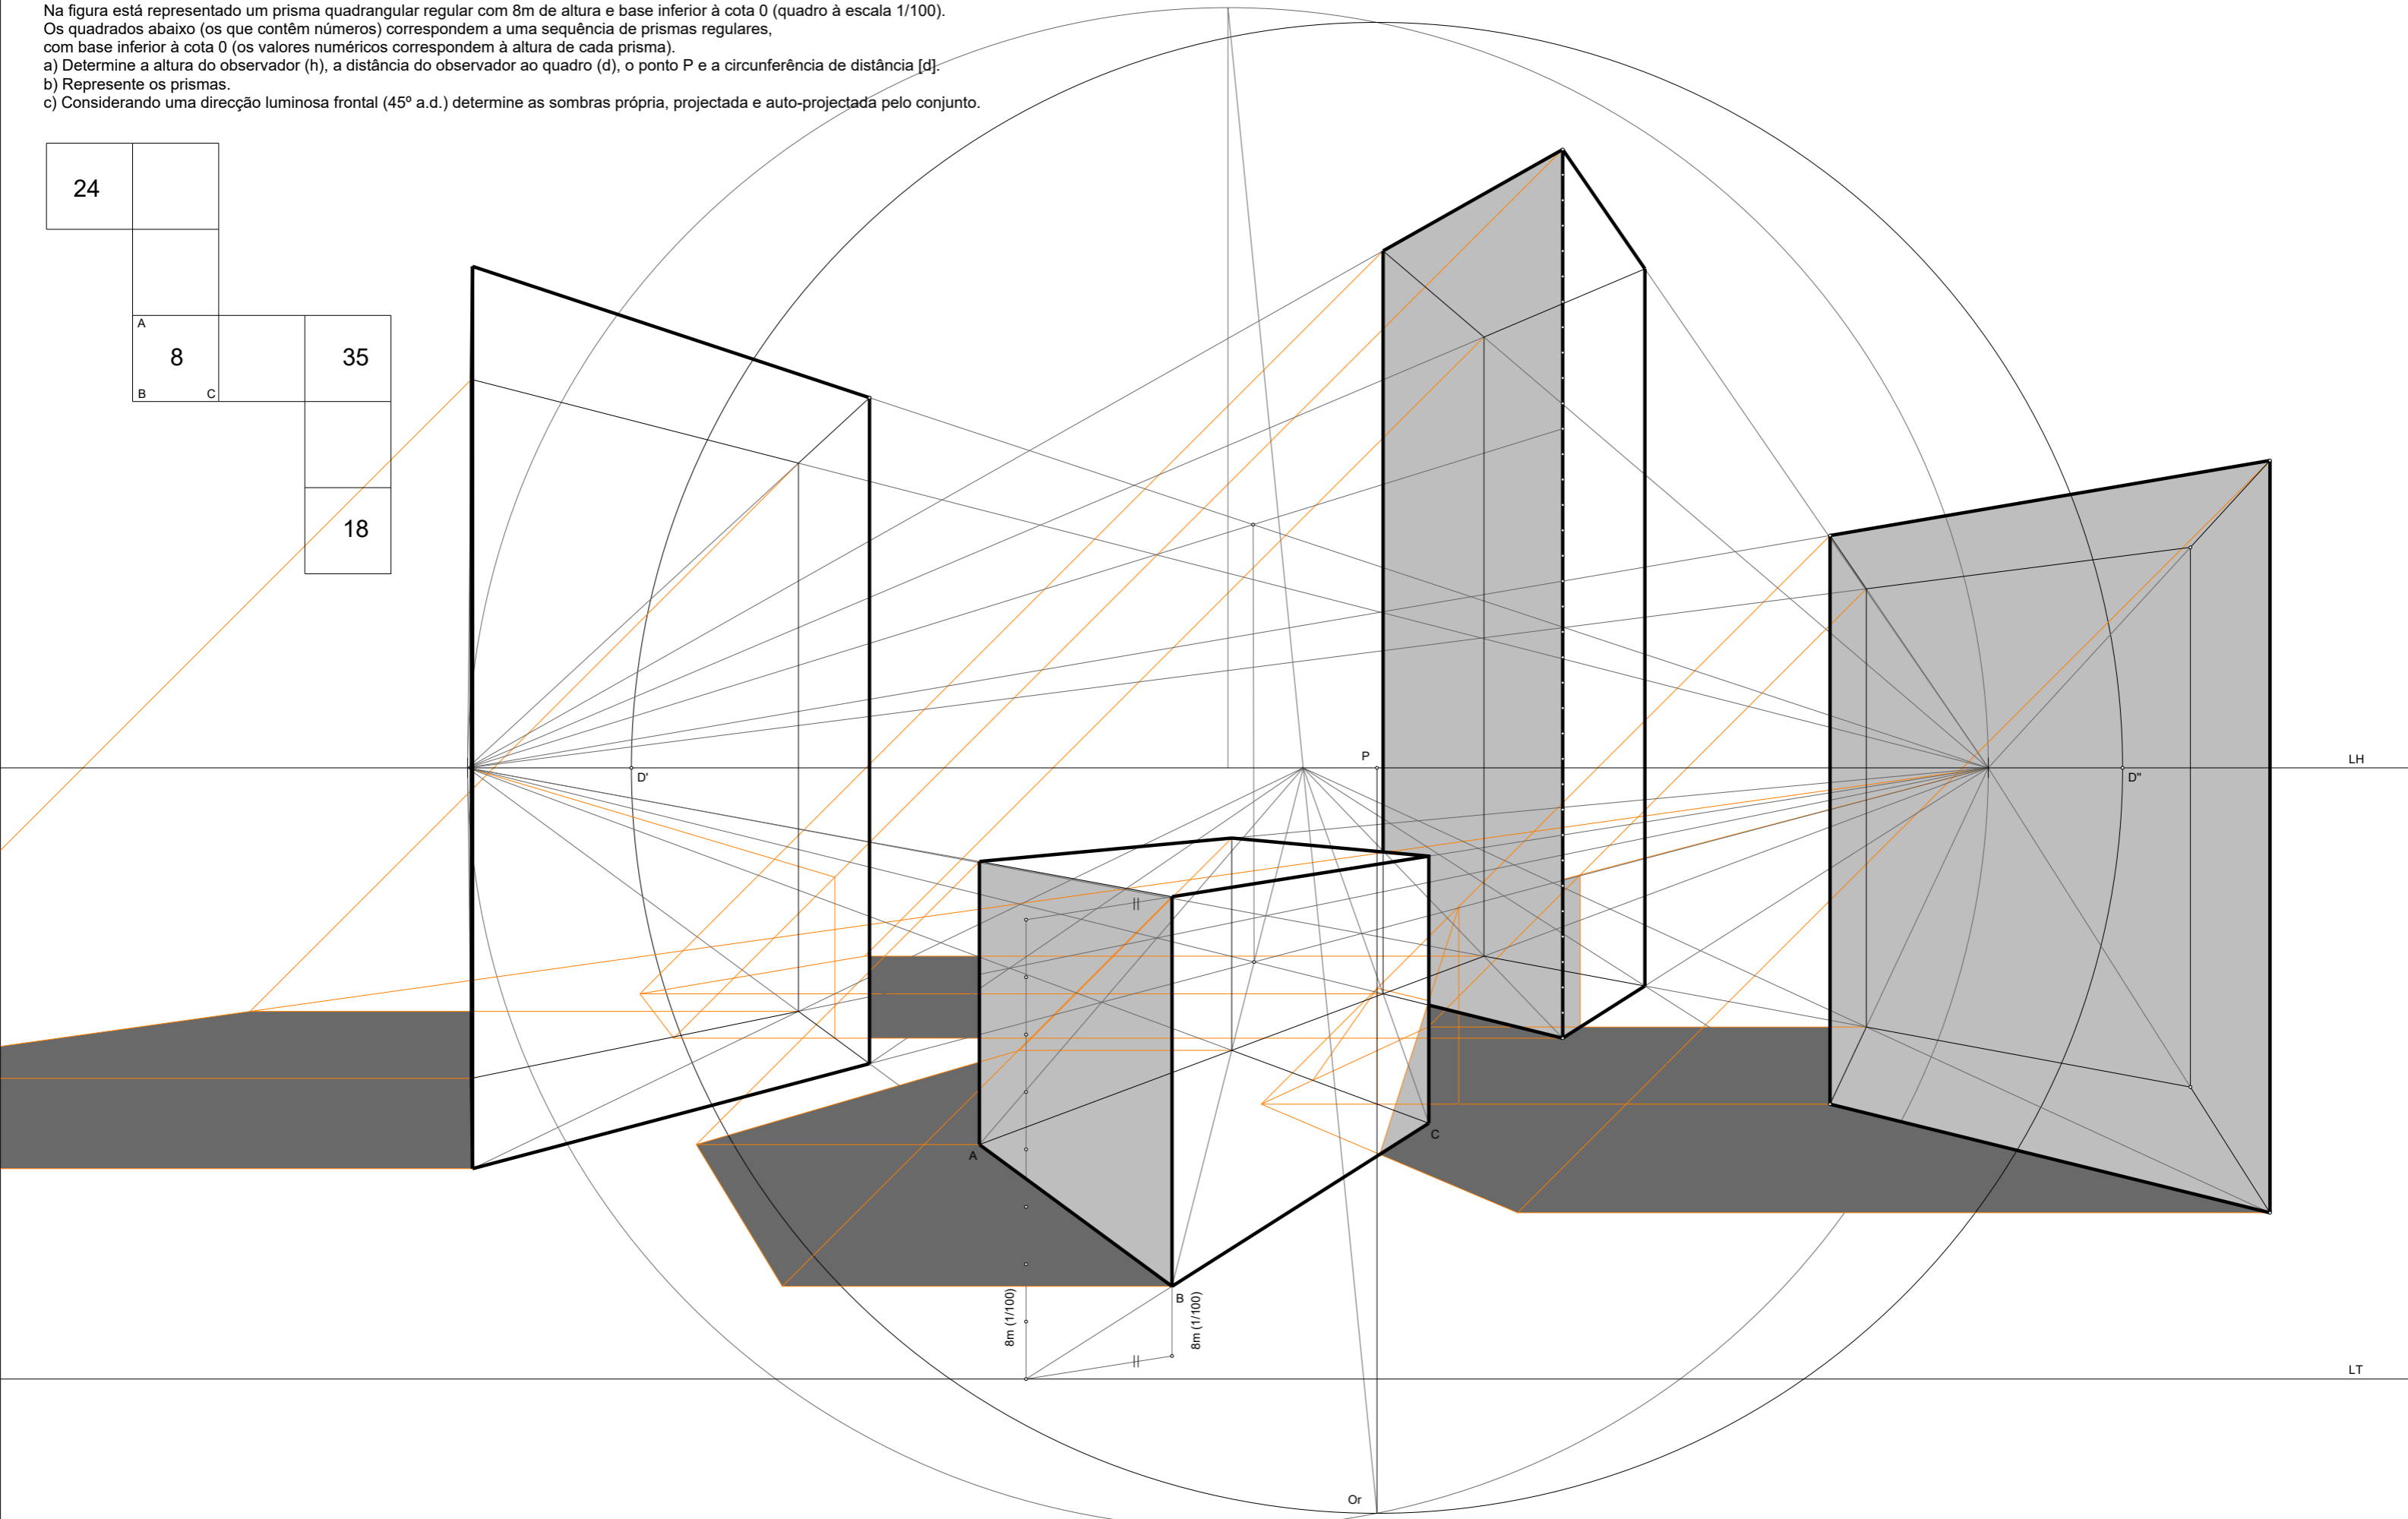 Na figura está representado um prisma quadrangular regular com 8m de altura e base inferior à cota 0 (quadro à escala 1/100).
Os quadrados abaixo (os que contêm números) correspondem a uma sequência de prismas regulares,
com base inferior à cota 0 (os valores numéricos correspondem à altura de cada prisma).
a) Determine a altura do observador (h), a distância do observador ao quadro (d), o ponto P e a circunferência de distância [d].
b) Represente os prismas.
c) Considerando uma direcção luminosa frontal (45º a.d.) determine as sombras própria, projectada e auto-projectada pelo conjunto.
24
A
8
35
B
C
18
P
LH
D'
D"
||
A
C
B
8m (1/100)
8m (1/100)
||
LT
Or